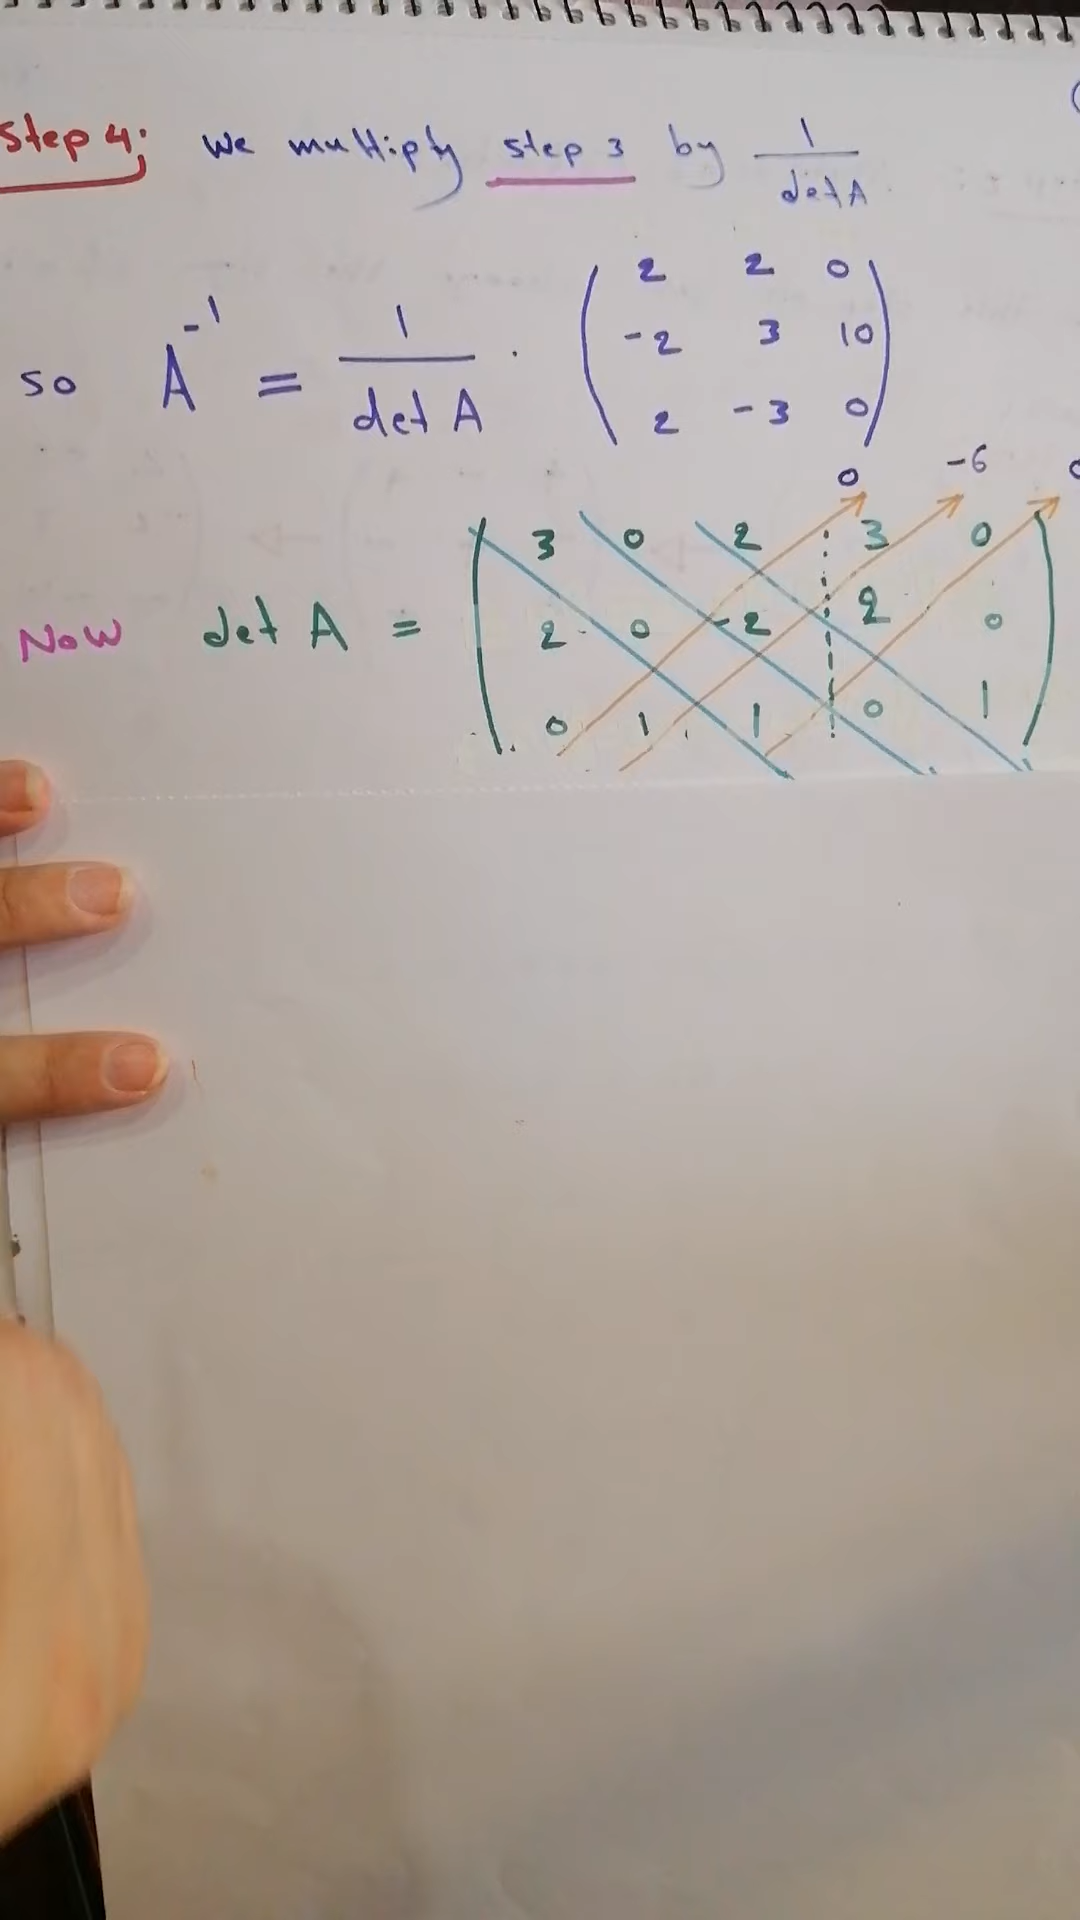 Step 4: We multiply step 3 by 1/det A
2 2 0
so A⁻¹ = 1/det A · -2 3 10
2 -3 0
0 -6
3 0 2 3 0
Now det A = 2 0 -2 2 0
0 1 1 0 1